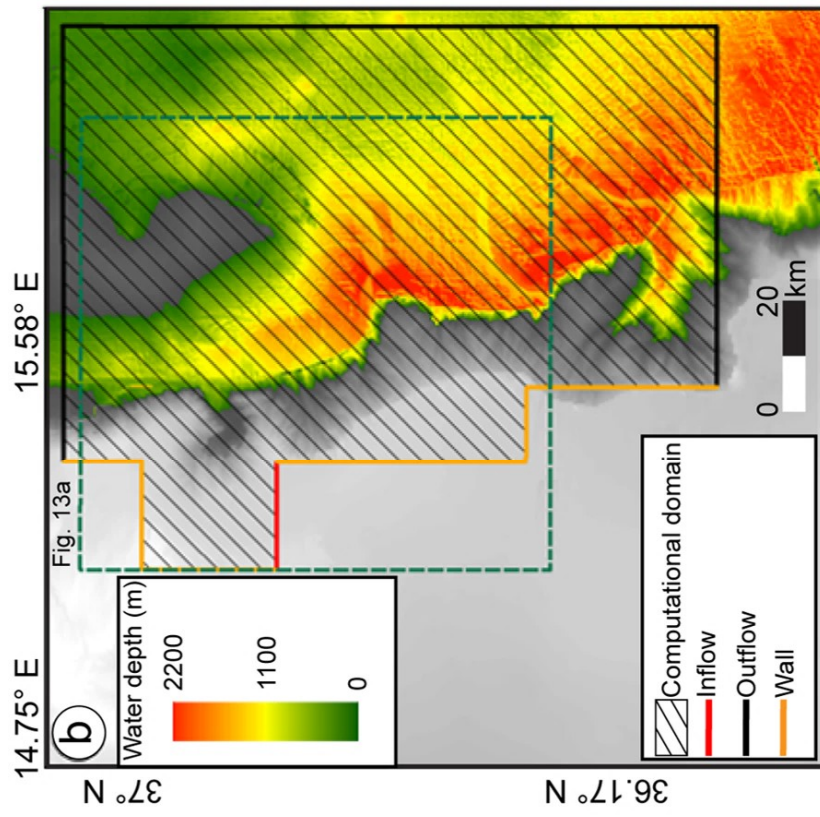 b
14.75° E
15.58° E
37° N
36.17° N
Fig. 13a
Water depth (m)
2200
1100
0
Computational domain
Inflow
Outflow
Wall
0
20
km